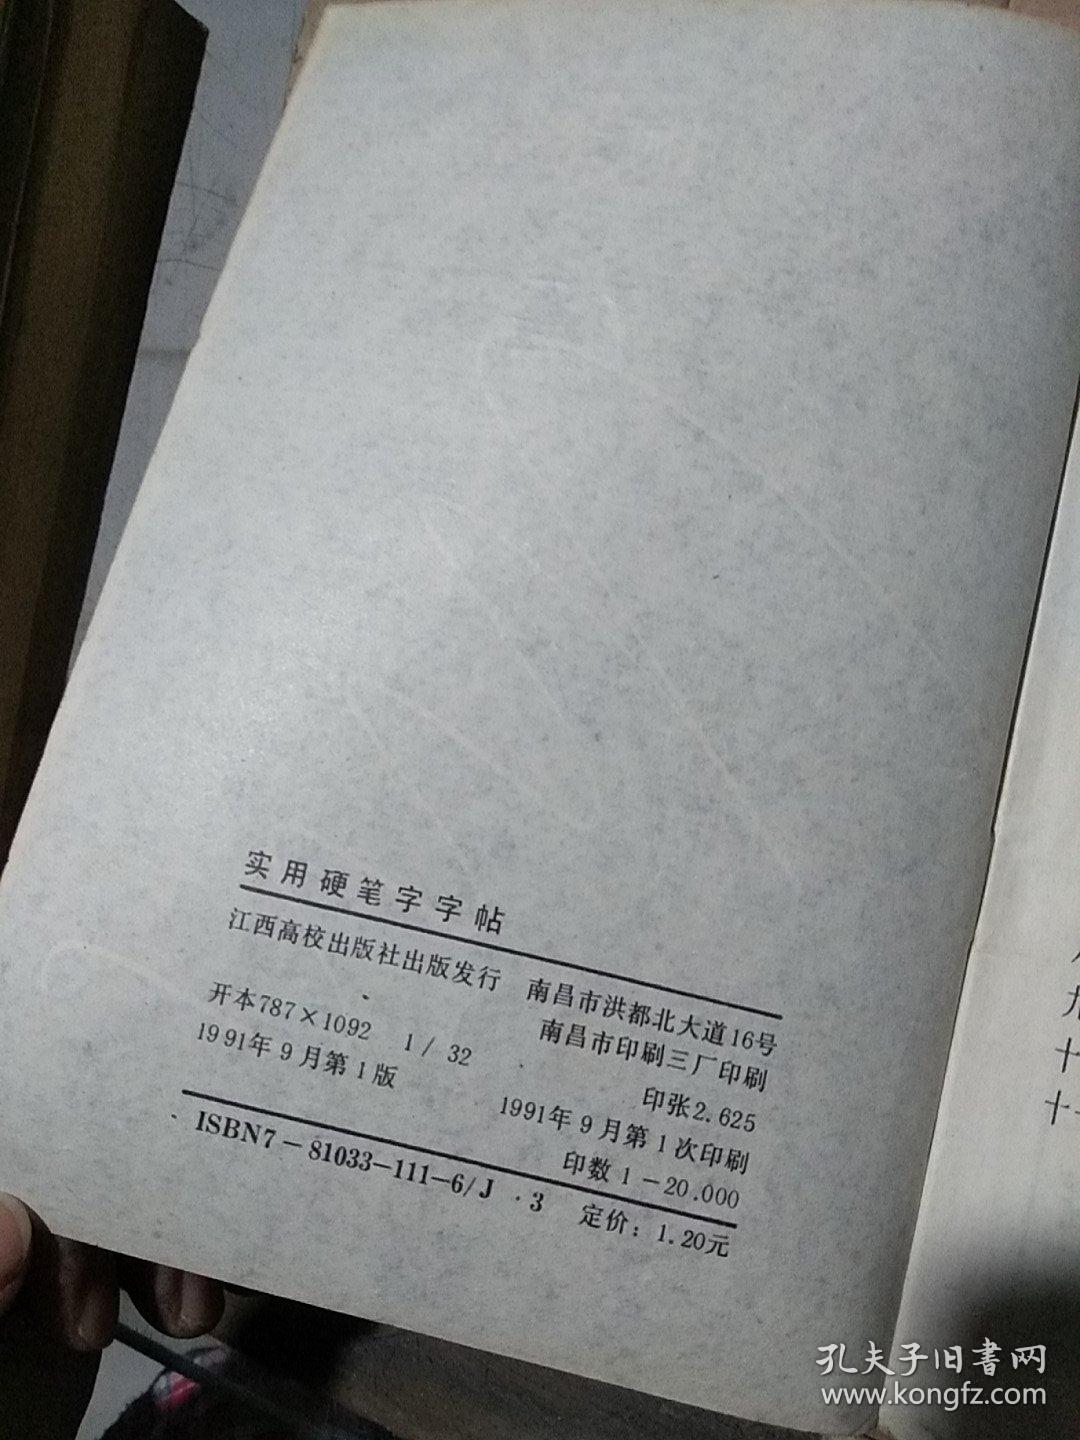 实用硬笔字字帖
江西高校出版社出版发行 南昌市洪都北大道16号
南昌市印刷三厂印刷
开本787×1092 1/32 印张2.625
1991年9月第1版 1991年9月第1次印刷
印数1-20.000
ISBN7-81033-111-6/J·3 定价：1.20元
九
十
十
孔夫子旧書网
www.kongfz.com